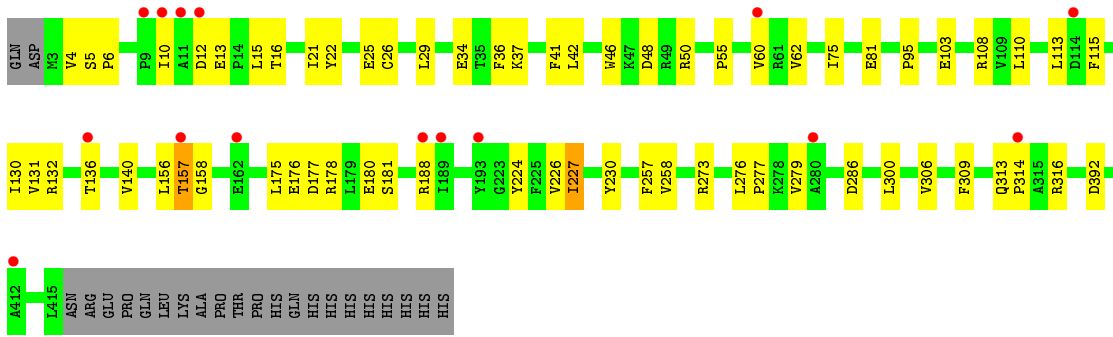 GLN ASP M3 V4 S5 P6 P9 I10 A11 D12 E13 P14 L15 T16 I21 Y22 E25 C26 L29 E34 T35 F36 K37 F41 L42 W46 K47 D48 R49 R50 P55 V60 R61 V62 I75 E81 P95 E103 R108 V109 L110 L113 D114 F115
I130 V131 R132 T136 V140 L156 T157 G158 E162 L175 E176 D177 R178 L179 E180 S181 R188 I189 Y193 G223 Y224 F225 V226 I227 Y230 F257 V258 R273 L276 P277 K278 V279 A280 D286 L300 V306 F309 Q313 P314 A315 R316 D392
A412 L415 ASN ARG GLU PRO GLN LEU LYS ALA PRO THR PRO HIS GLN HIS HIS HIS HIS HIS HIS HIS